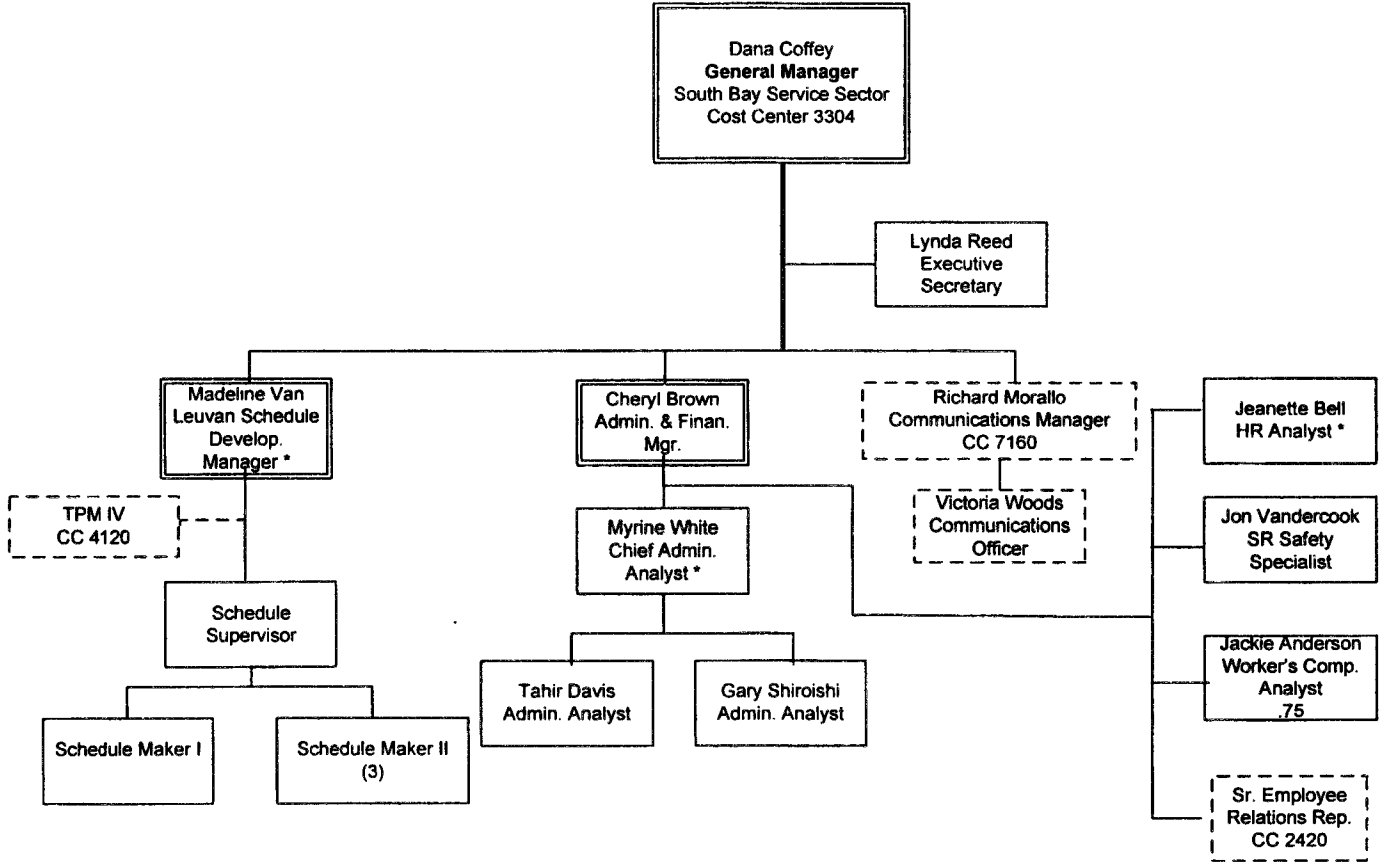 Dana Coffey
General Manager
South Bay Service Sector
Cost Center 3304
Lynda Reed
Executive
Secretary
Madeline Van
Leuvan Schedule
Develop.
Manager *
Cheryl Brown
Admin. & Finan.
Mgr.
Richard Morallo
Communications Manager
CC 7160
Jeanette Bell
HR Analyst *
TPM IV
CC 4120
Myrine White
Chief Admin.
Analyst *
Victoria Woods
Communications
Officer
Jon Vandercook
SR Safety
Specialist
Schedule
Supervisor
Jackie Anderson
Worker's Comp.
Analyst
.75
Schedule Maker I
Schedule Maker II
(3)
Tahir Davis
Admin. Analyst
Gary Shiroishi
Admin. Analyst
Sr. Employee
Relations Rep.
CC 2420